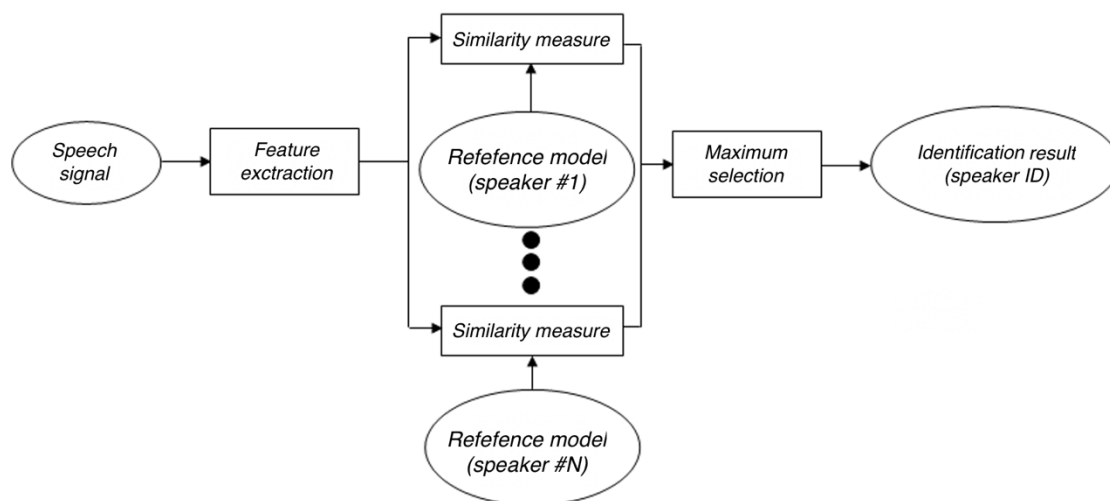 Similarity measure
Speech
signal
Feature
exctraction
Refefence model
(speaker #1)
Maximum
selection
Identification result
(speaker ID)
Similarity measure
Refefence model
(speaker #N)